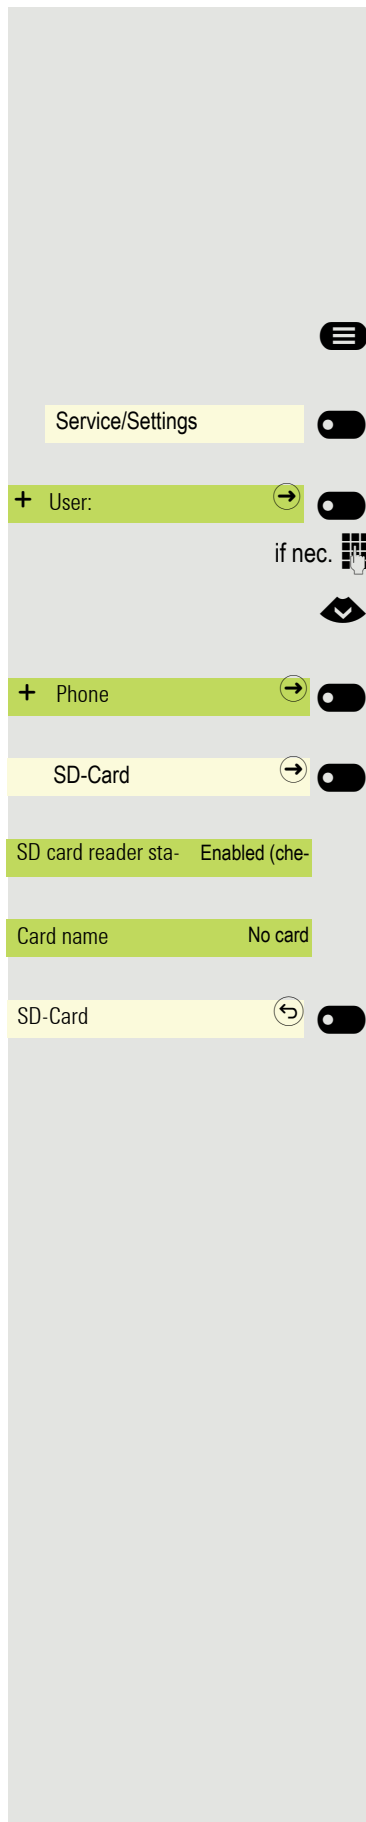 Service/Settings
+ User:
if nec.
+ Phone
SD-Card
SD card reader sta- Enabled (che-
Card name No card
SD-Card